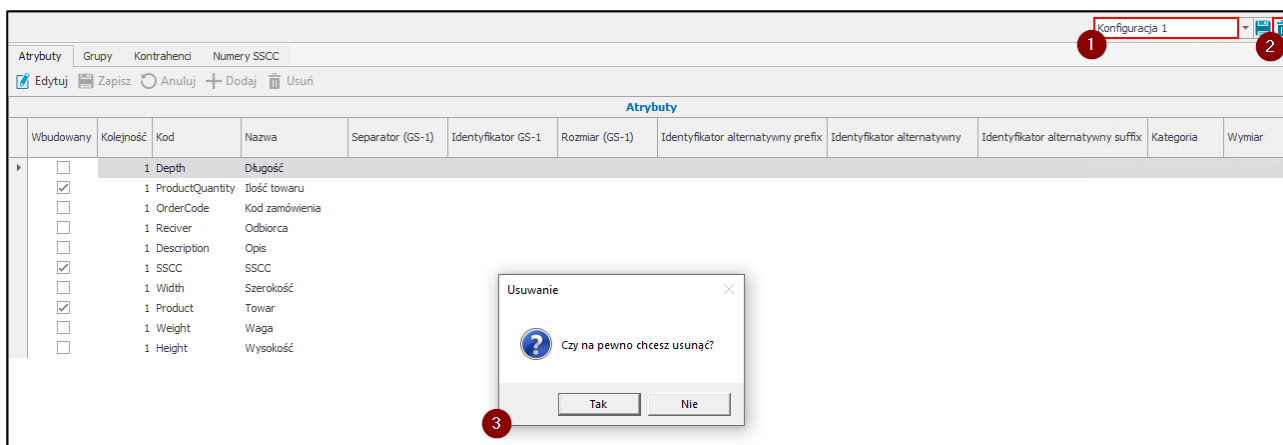 Konfiguracja 1
1
2
Atrybuty Grupy Kontrahenci Numery SSCC
Edytuj Zapisz Anuluj Dodaj Usuń
Atrybuty
Wbudowany Kolejność Kod Nazwa Separator (GS-1) Identyfikator GS-1 Rozmiar (GS-1) Identyfikator alternatywny prefix Identyfikator alternatywny Identyfikator alternatywny suffix Kategoria Wymiar
1 Depth Długość
1 ProductQuantity Ilość towaru
1 OrderCode Kod zamówienia
1 Reciver Odbiorca
1 Description Opis
1 SSCC SSCC
1 Width Szerokość
1 Product Towar
1 Weight Waga
1 Height Wysokość
Usuwanie
Czy na pewno chcesz usunąć?
Tak Nie
3